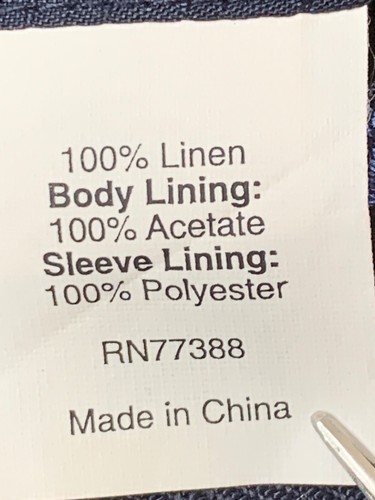 100% Linen
Body Lining:
100% Acetate
Sleeve Lining:
100% Polyester
RN77388
Made in China